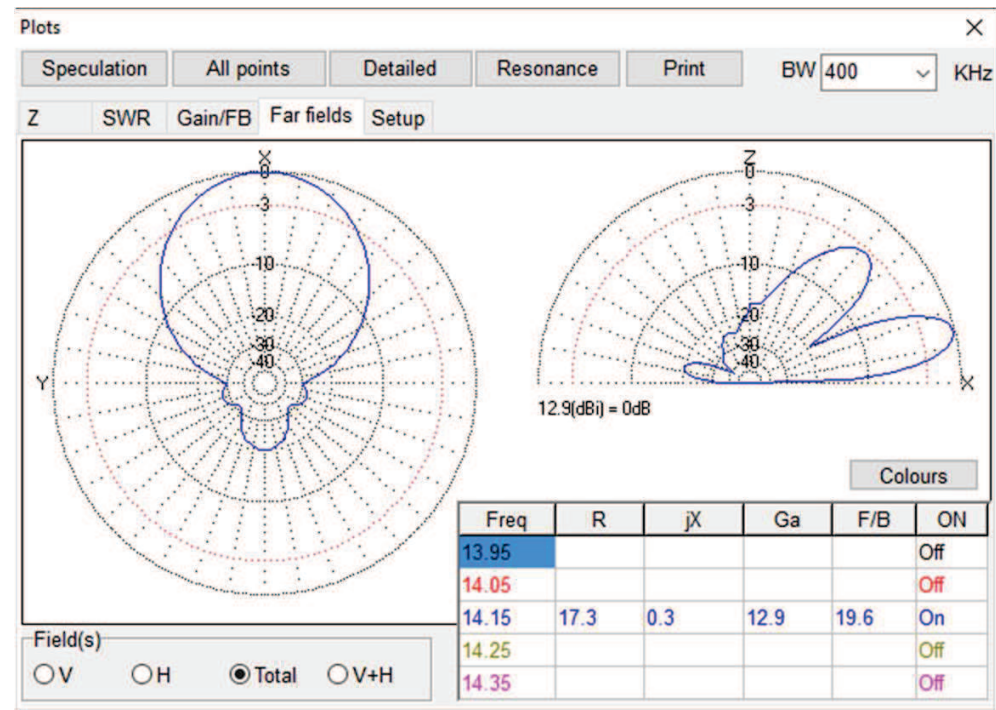 Plots
Speculation All points Detailed Resonance Print BW 400 KHz
Z SWR Gain/FB Far fields Setup
X
0
-3
-10
-20
-30
-40
Y
Z
0
-3
-10
-20
-30
-40
X
12.9(dBi) = 0dB
Colours
Freq R jX Ga F/B ON
13.95 Off
14.05 Off
14.15 17.3 0.3 12.9 19.6 On
14.25 Off
14.35 Off
Field(s)
V H Total V+H